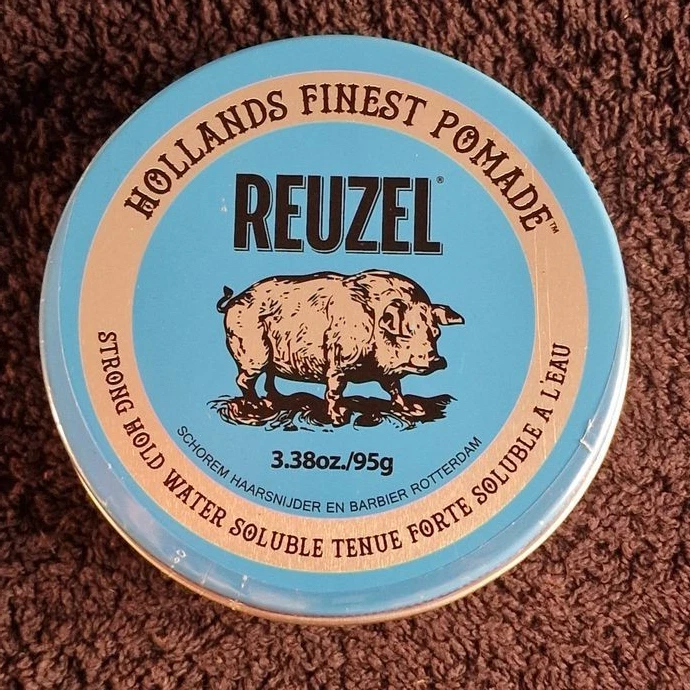 HOLLANDS FINEST POMADE™
REUZEL®
3.38oz./95g
SCHOREM HAARSNIJDER EN BARBIER ROTTERDAM
STRONG HOLD WATER SOLUBLE TENUE FORTE SOLUBLE A L'EAU